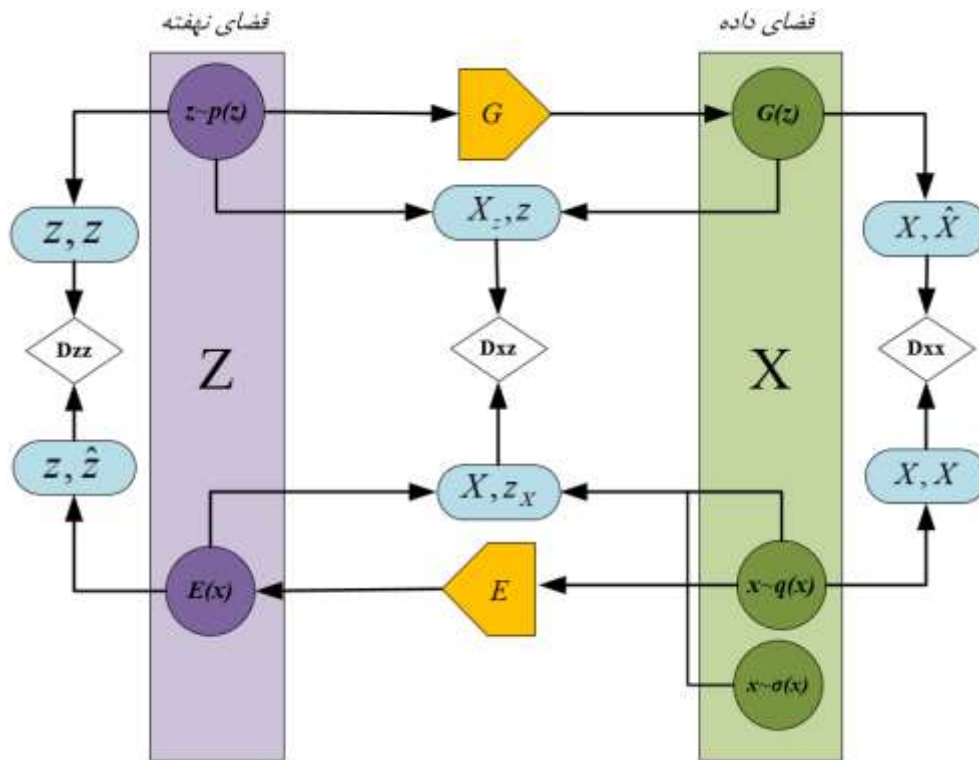 فضای نهفته
فضای داده
z~p(z)
G
G(z)
X_z, z
z, z
X, X̂
Dzz
Dxz
Dxx
Z
X
z, ẑ
X, z_X
X, X
E(x)
E
x~q(x)
x~σ(x)